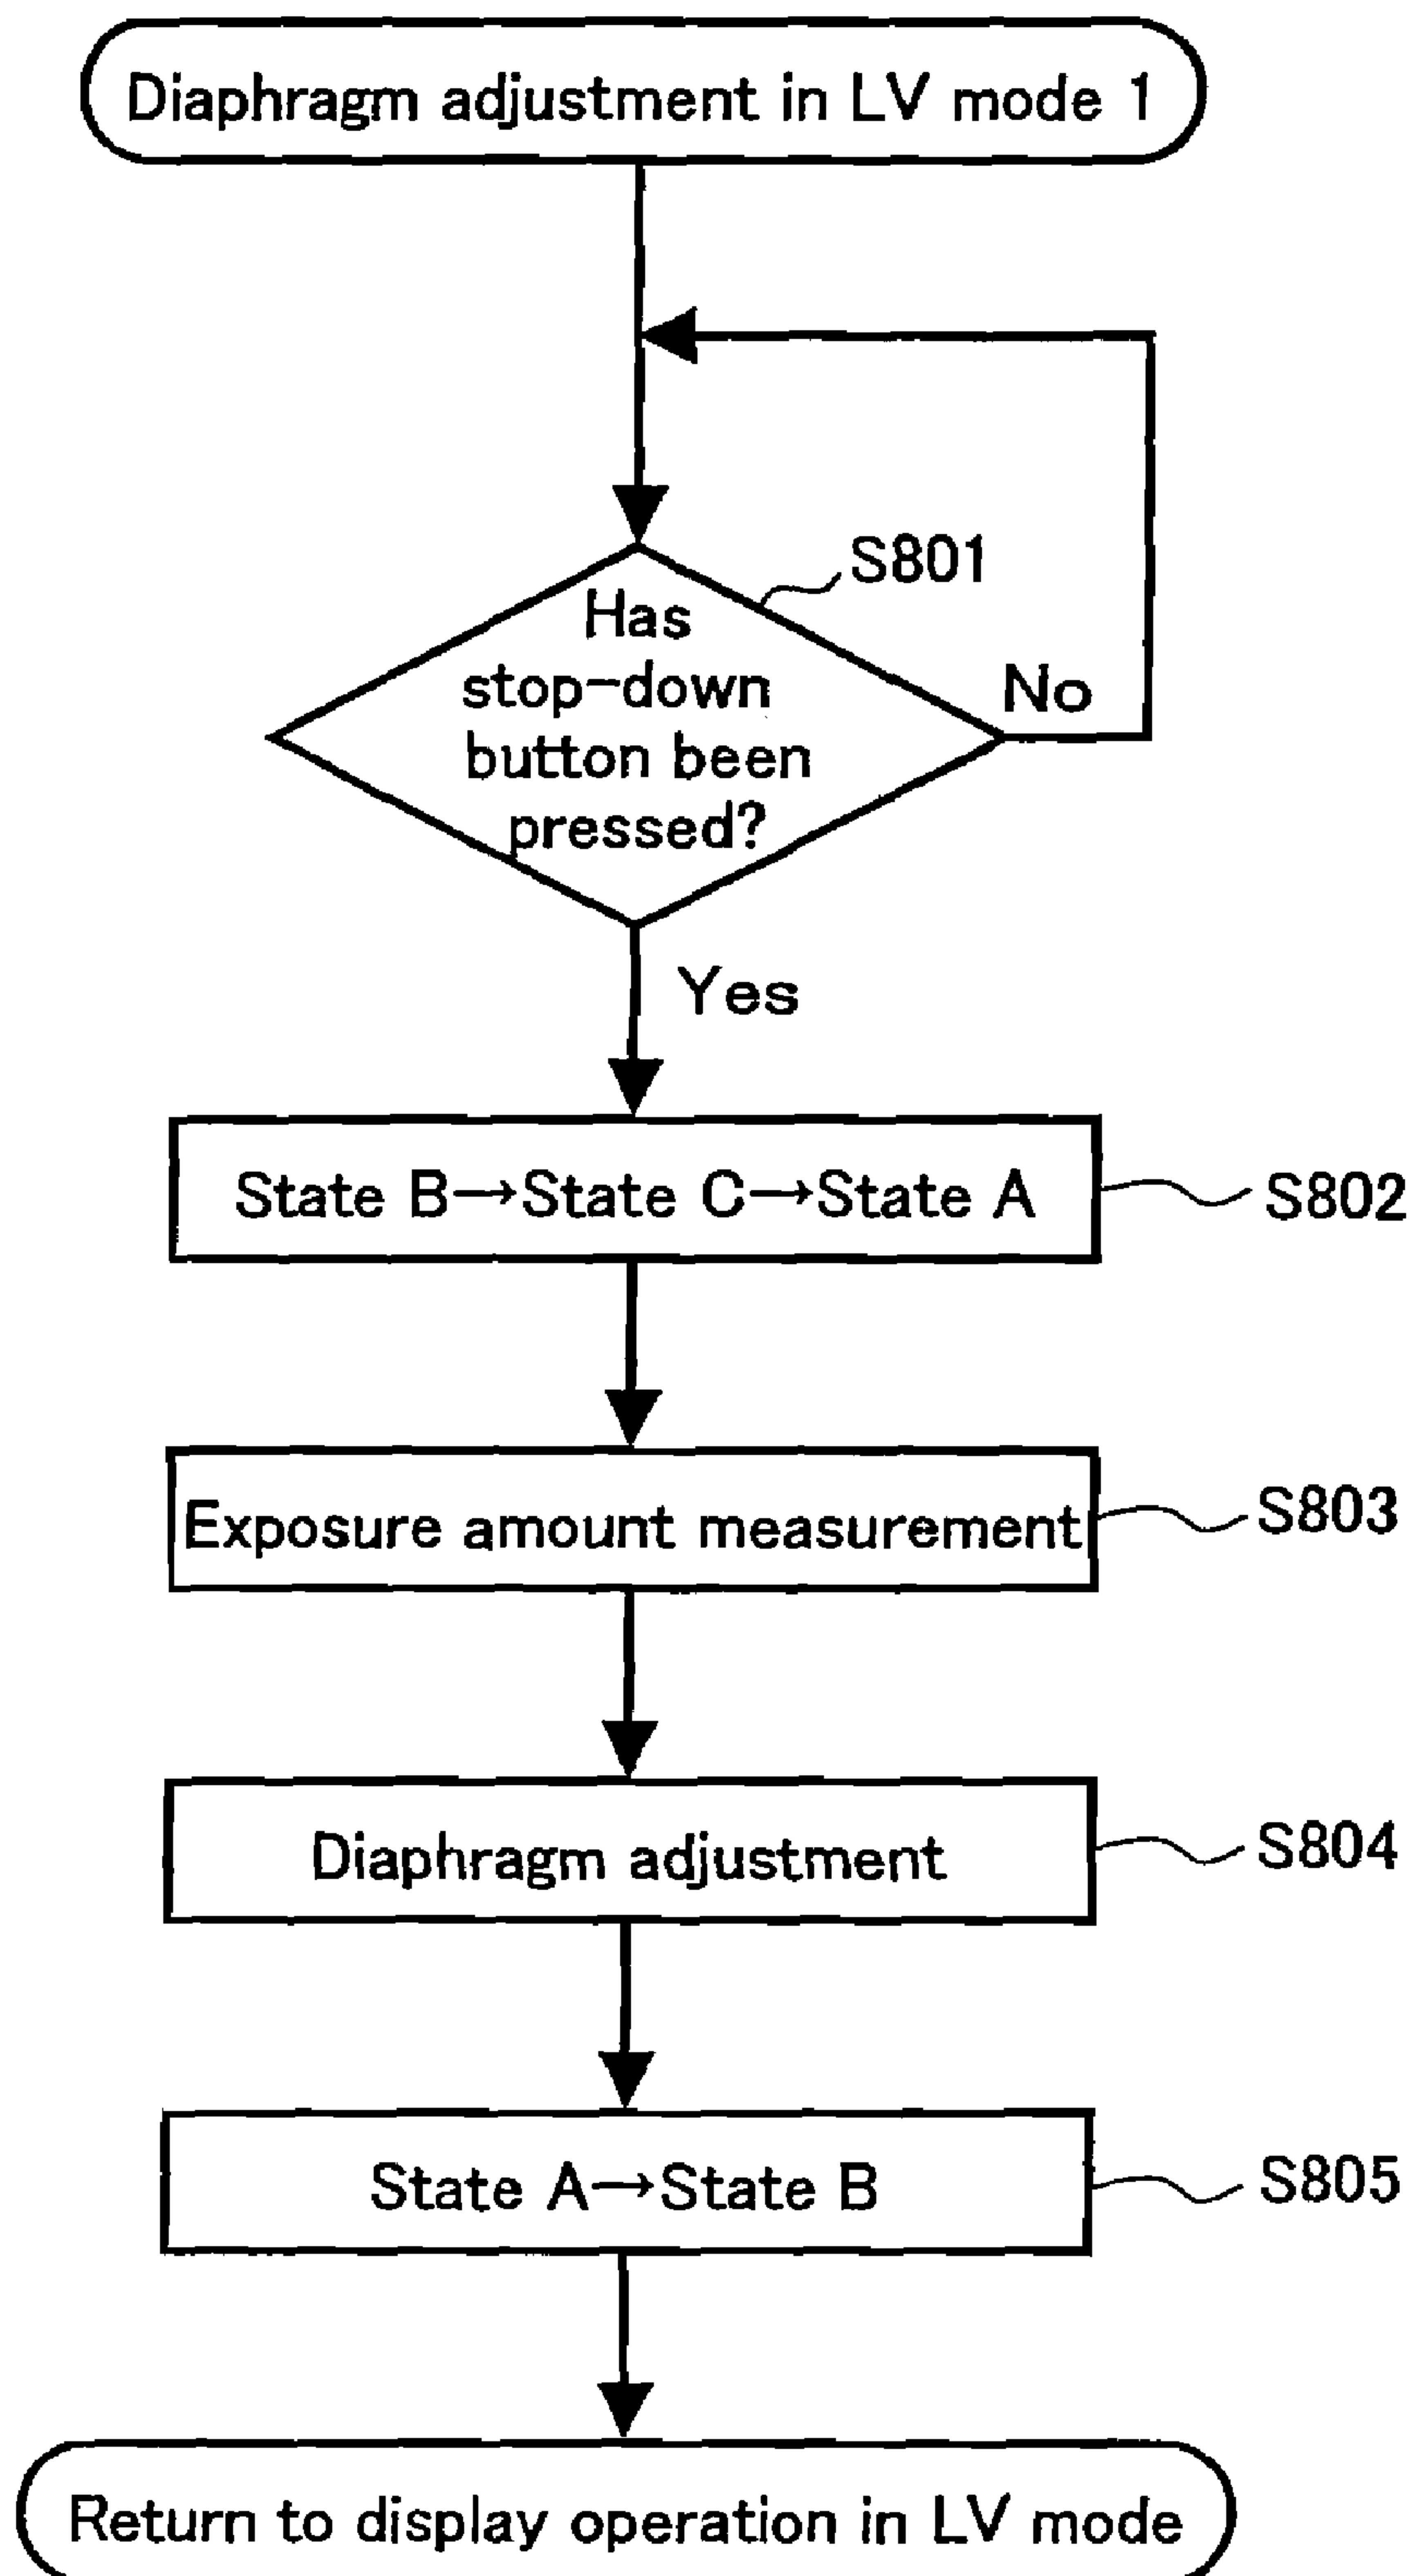 Diaphragm adjustment in LV mode 1
S801
Has
stop-down
button been
pressed?
No
Yes
State B→State C→State A
S802
Exposure amount measurement
S803
Diaphragm adjustment
S804
State A→State B
S805
Return to display operation in LV mode